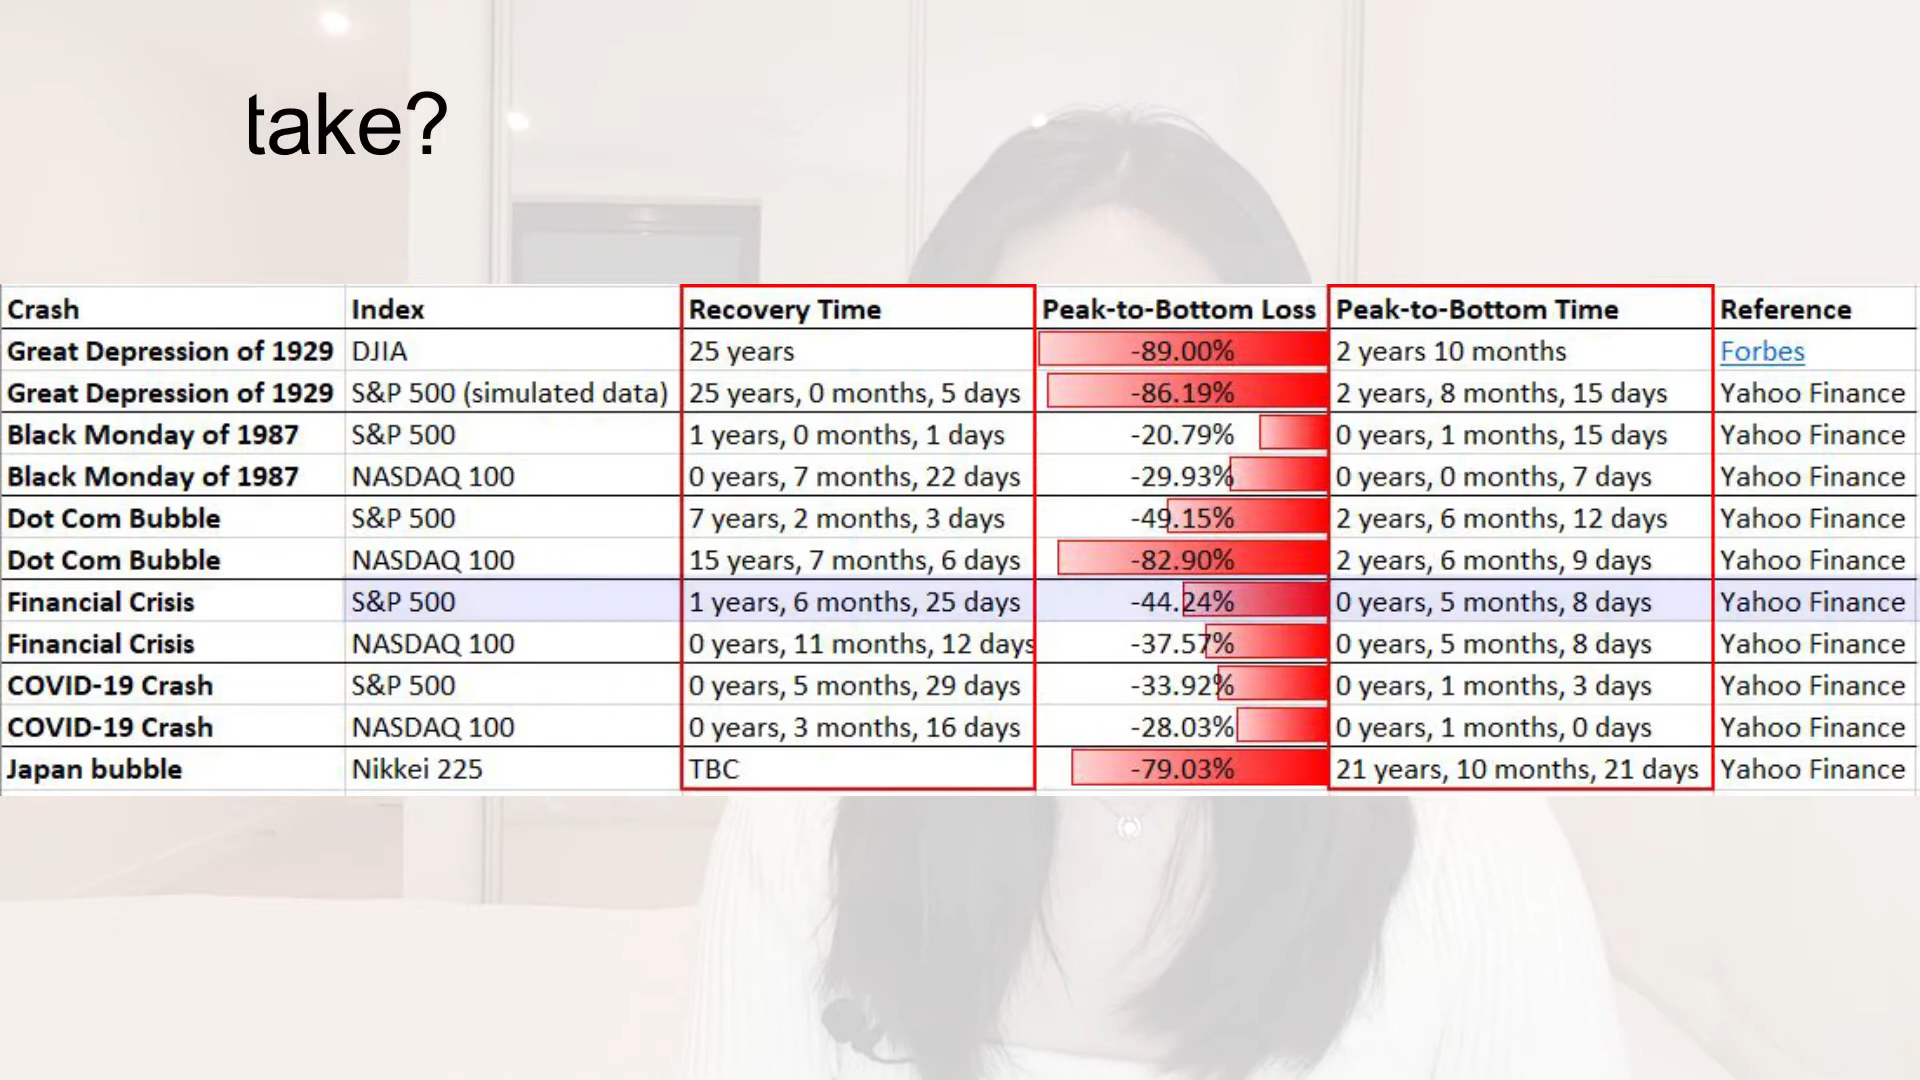 take?
Crash Index Recovery Time Peak-to-Bottom Loss Peak-to-Bottom Time Reference
Great Depression of 1929 DJIA 25 years -89.00% 2 years 10 months Forbes
Great Depression of 1929 S&P 500 (simulated data) 25 years, 0 months, 5 days -86.19% 2 years, 8 months, 15 days Yahoo Finance
Black Monday of 1987 S&P 500 1 years, 0 months, 1 days -20.79% 0 years, 1 months, 15 days Yahoo Finance
Black Monday of 1987 NASDAQ 100 0 years, 7 months, 22 days -29.93% 0 years, 0 months, 7 days Yahoo Finance
Dot Com Bubble S&P 500 7 years, 2 months, 3 days -49.15% 2 years, 6 months, 12 days Yahoo Finance
Dot Com Bubble NASDAQ 100 15 years, 7 months, 6 days -82.90% 2 years, 6 months, 9 days Yahoo Finance
Financial Crisis S&P 500 1 years, 6 months, 25 days -44.24% 0 years, 5 months, 8 days Yahoo Finance
Financial Crisis NASDAQ 100 0 years, 11 months, 12 days -37.57% 0 years, 5 months, 8 days Yahoo Finance
COVID-19 Crash S&P 500 0 years, 5 months, 29 days -33.92% 0 years, 1 months, 3 days Yahoo Finance
COVID-19 Crash NASDAQ 100 0 years, 3 months, 16 days -28.03% 0 years, 1 months, 0 days Yahoo Finance
Japan bubble Nikkei 225 TBC -79.03% 21 years, 10 months, 21 days Yahoo Finance